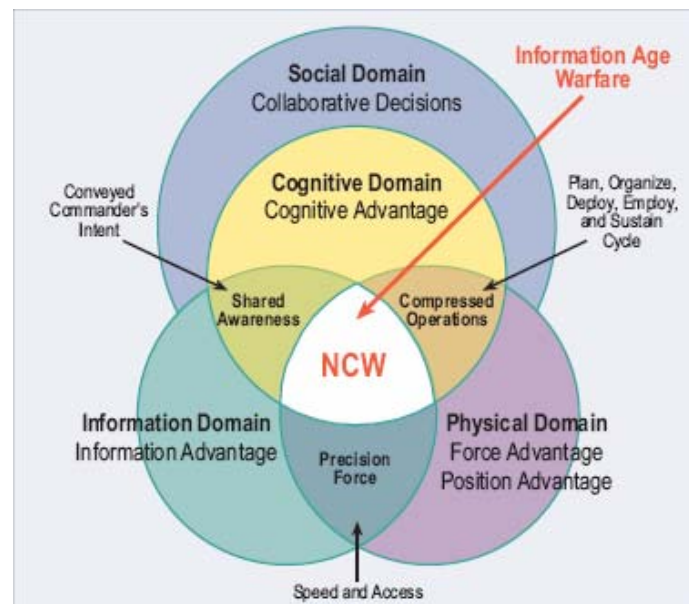 Social Domain
Collaborative Decisions
Information Age
Warfare
Cognitive Domain
Cognitive Advantage
Conveyed
Commander's
Intent
Plan, Organize,
Deploy, Employ,
and Sustain
Cycle
Shared
Awareness
Compressed
Operations
NCW
Information Domain
Information Advantage
Physical Domain
Force Advantage
Position Advantage
Precision
Force
Speed and Access